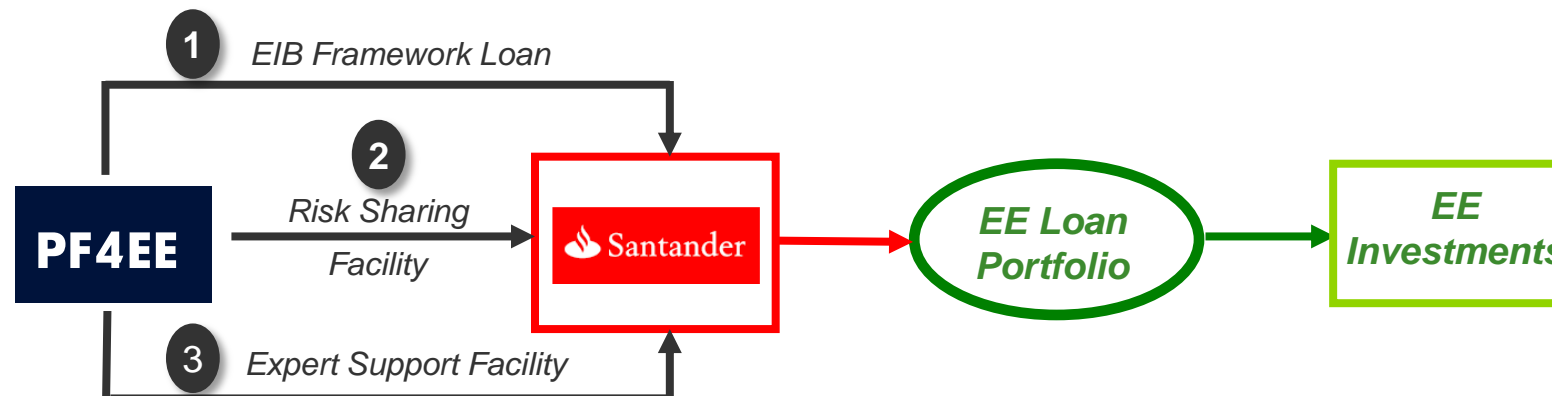 1
EIB Framework Loan
2
Risk Sharing
Facility
PF4EE
Santander
EE Loan
Portfolio
EE
Investments
3
Expert Support Facility